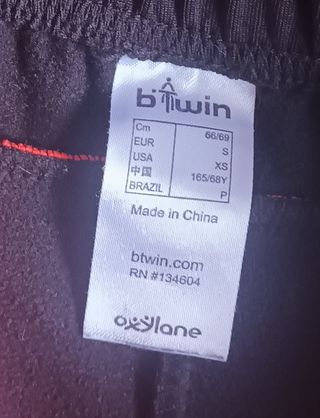 btwin
Cm 66/69
EUR S
USA XS
中国 165/68Y
BRAZIL P
Made in China
btwin.com
RN #134604
oxylane